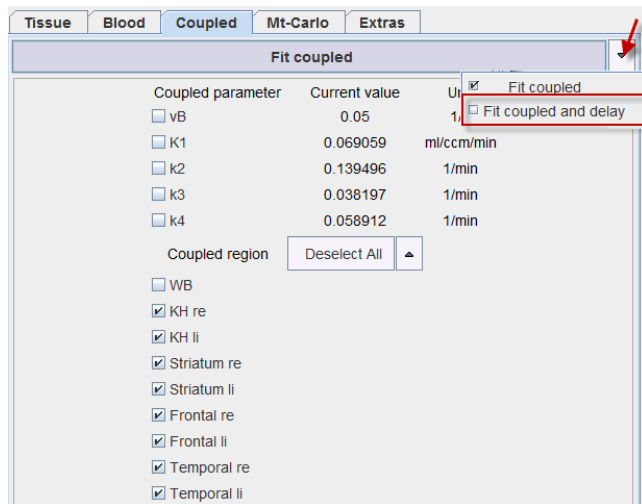 Tissue Blood Coupled Mt-Carlo Extras
Fit coupled
Fit coupled
Fit coupled and delay
Coupled parameter Current value
vB 0.05
K1 0.069059 ml/ccm/min
k2 0.139496 1/min
k3 0.038197 1/min
k4 0.058912 1/min
Coupled region Deselect All
WB
KH re
KH li
Striatum re
Striatum li
Frontal re
Frontal li
Temporal re
Temporal li